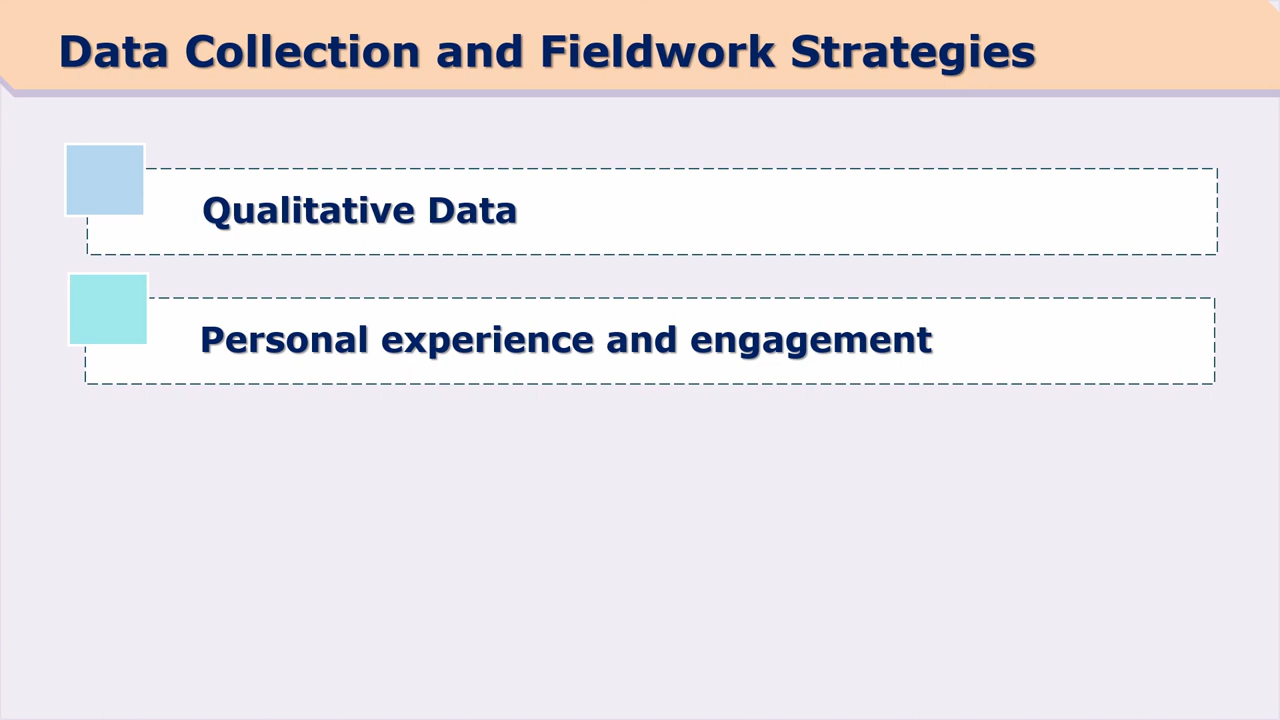 Data Collection and Fieldwork Strategies
Qualitative Data
Personal experience and engagement